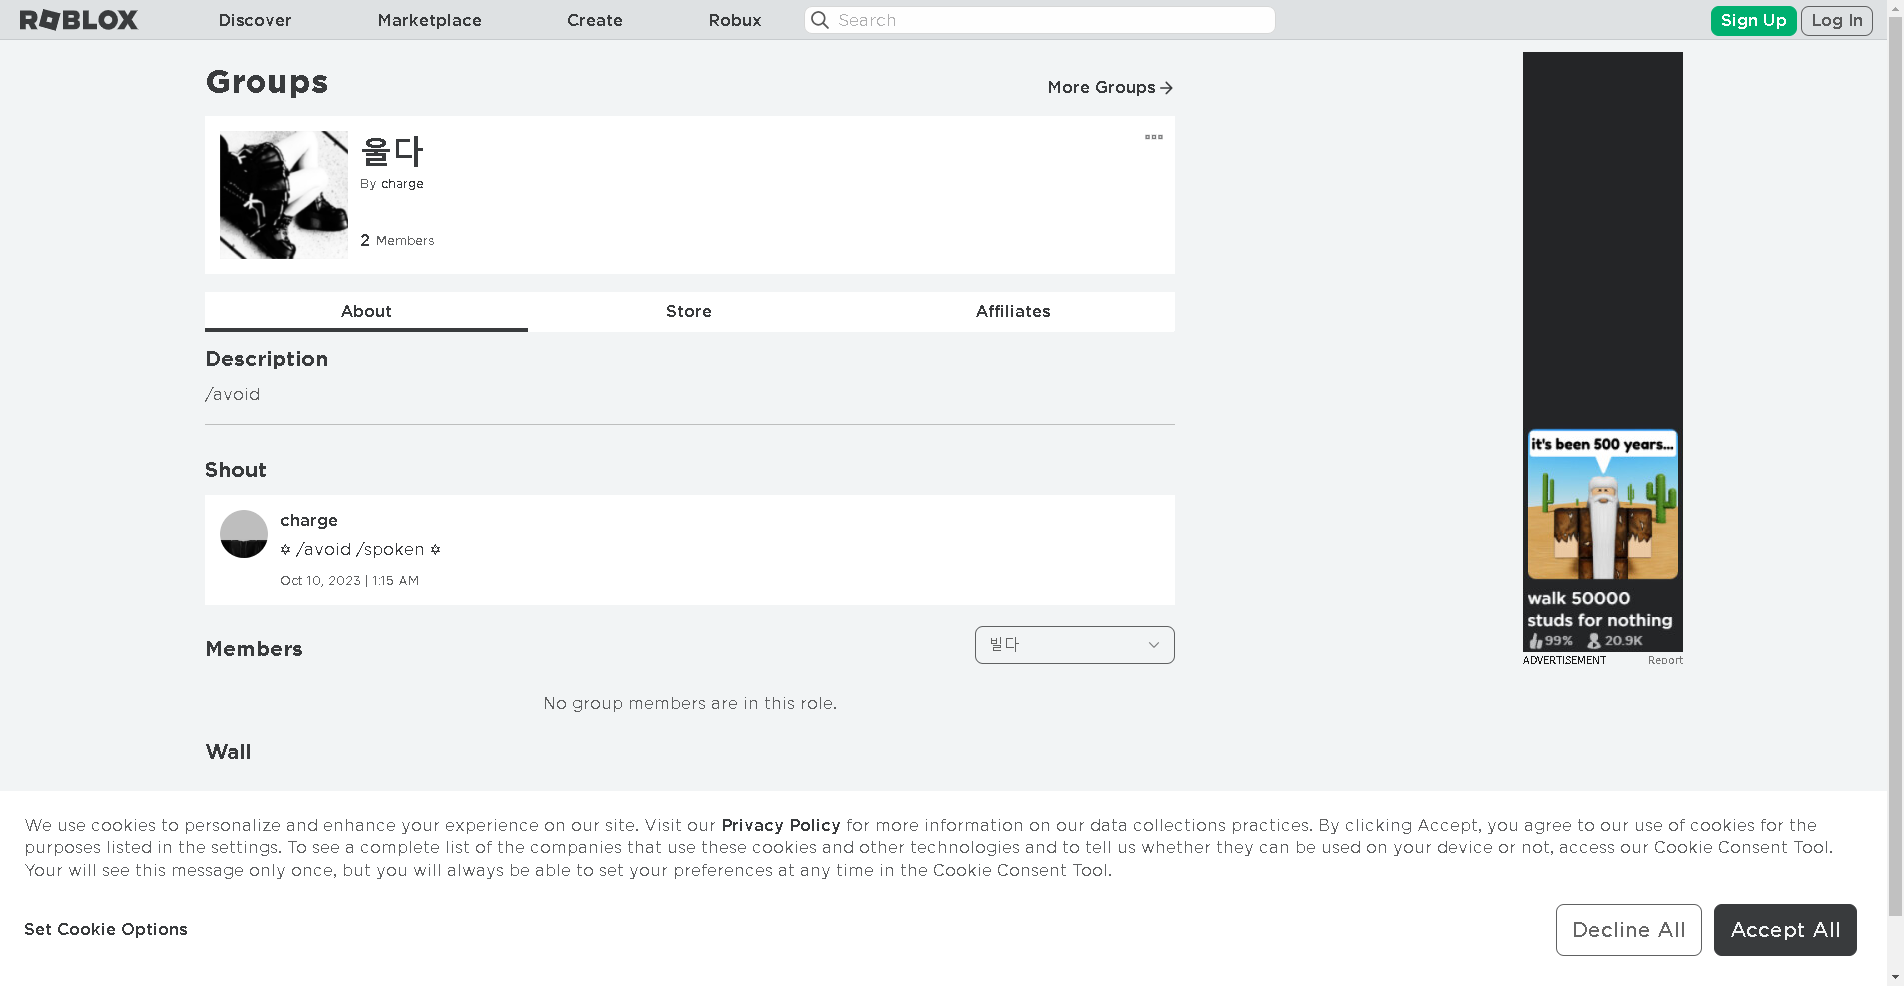 ROBLOX
Discover
Marketplace
Create
Robux
Search
Sign Up
Log In
Groups
More Groups
울다
By charge
2 Members
About
Store
Affiliates
Description
/avoid
Shout
charge
✡ /avoid /spoken ✡
Oct 10, 2023 | 1:15 AM
Members
빌다
No group members are in this role.
Wall
it's been 500 years...
walk 50000
studs for nothing
99% 20.9K
ADVERTISEMENT
Report
We use cookies to personalize and enhance your experience on our site. Visit our Privacy Policy for more information on our data collections practices. By clicking Accept, you agree to our use of cookies for the
purposes listed in the settings. To see a complete list of the companies that use these cookies and other technologies and to tell us whether they can be used on your device or not, access our Cookie Consent Tool.
Your will see this message only once, but you will always be able to set your preferences at any time in the Cookie Consent Tool.
Set Cookie Options
Decline All
Accept All